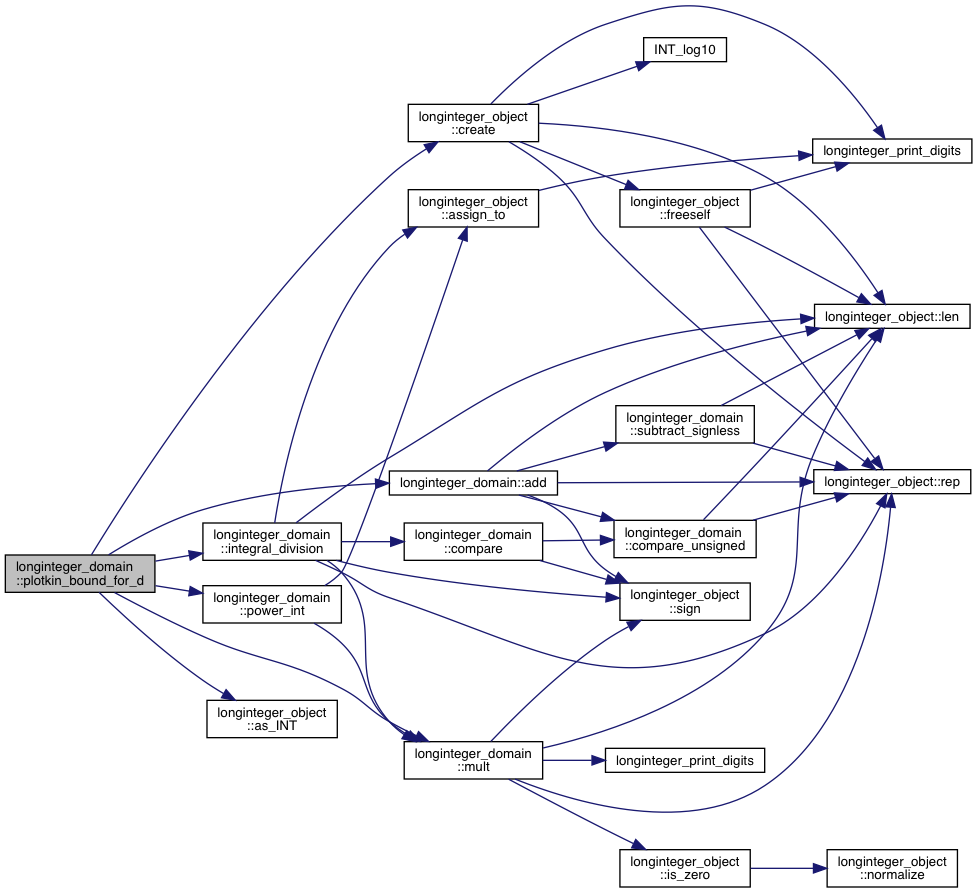 INT_log10
longinteger_object
::create
longinteger_print_digits
longinteger_object
::assign_to
longinteger_object
::freeself
longinteger_object::len
longinteger_domain
::subtract_signless
longinteger_domain::add
longinteger_object::rep
longinteger_domain
::integral_division
longinteger_domain
::compare
longinteger_domain
::compare_unsigned
longinteger_domain
::plotkin_bound_for_d
longinteger_domain
::power_int
longinteger_object
::sign
longinteger_object
::as_INT
longinteger_domain
::mult
longinteger_print_digits
longinteger_object
::is_zero
longinteger_object
::normalize